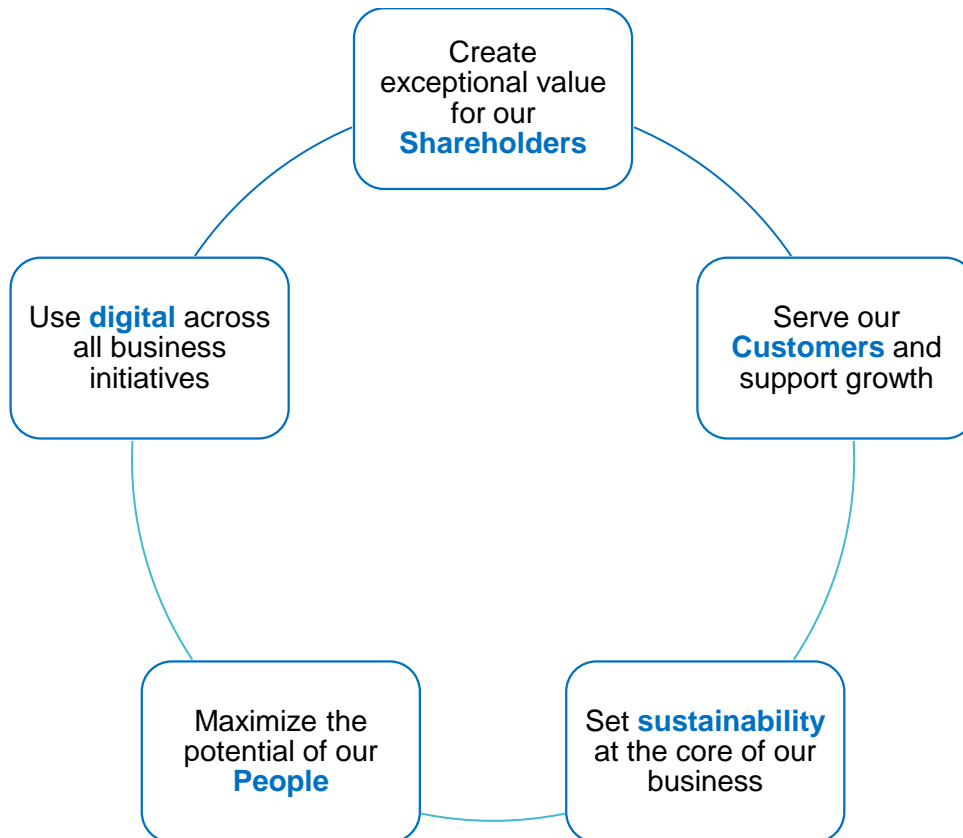 Create
exceptional value
for our
Shareholders
Serve our
Customers and
support growth
Set sustainability
at the core of our
business
Maximize the
potential of our
People
Use digital across
all business
initiatives